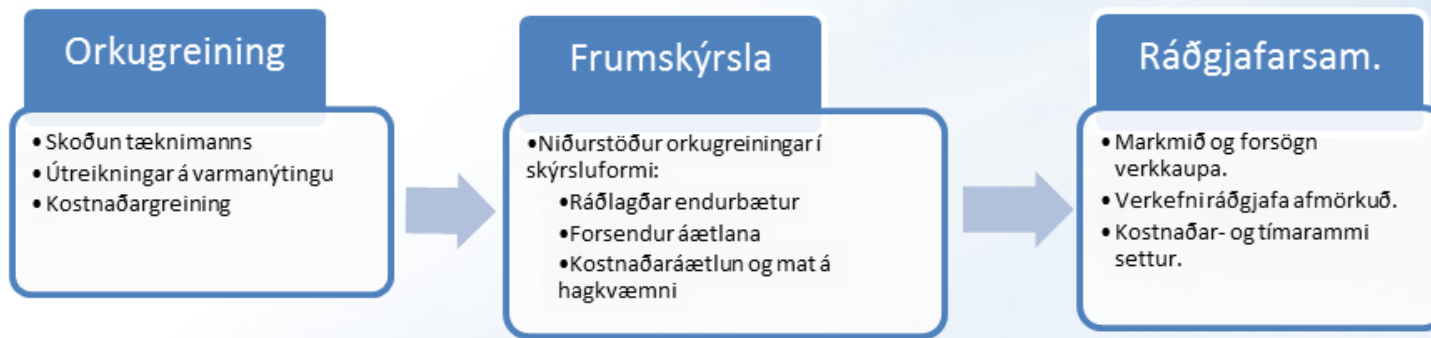 Orkugreining
• Skoðun tæknimanns
• Útreikningar á varmanýtingu
• Kostnaðargreining
Frumskýrsla
•Niðurstöður orkugreiningar í
skýrsluformi:
•Ráðlagðar endurbætur
•Forsendur áætlana
•Kostnaðaráætlun og mat á
hagkvæmni
Ráðgjafarsam.
• Markmið og forsögn
verkkaupa.
• Verkefni ráðgjafa afmörkuð.
• Kostnaðar- og tímarammi
settur.